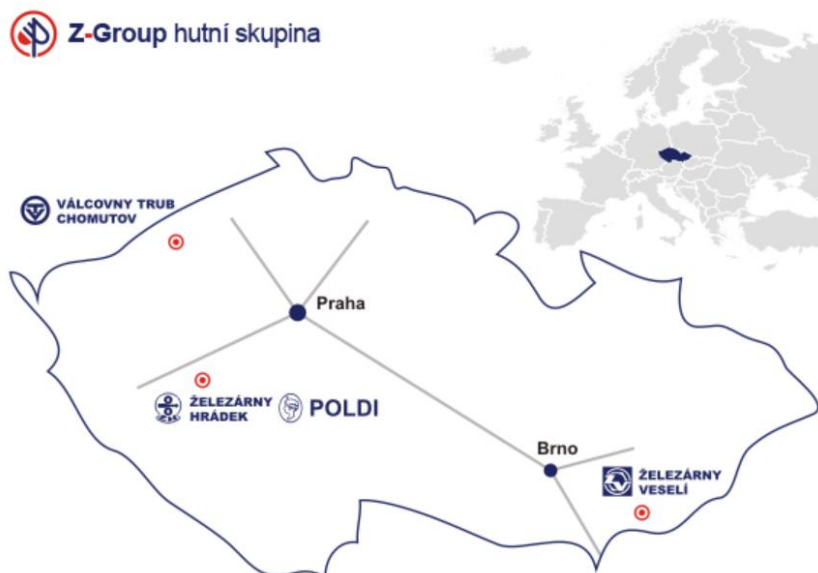 Z-Group hutní skupina
VÁLCOVNY TRUB
CHOMUTOV
Praha
ŽELEZÁRNY
HRÁDEK
POLDI
Brno
ŽELEZÁRNY
VESELÍ